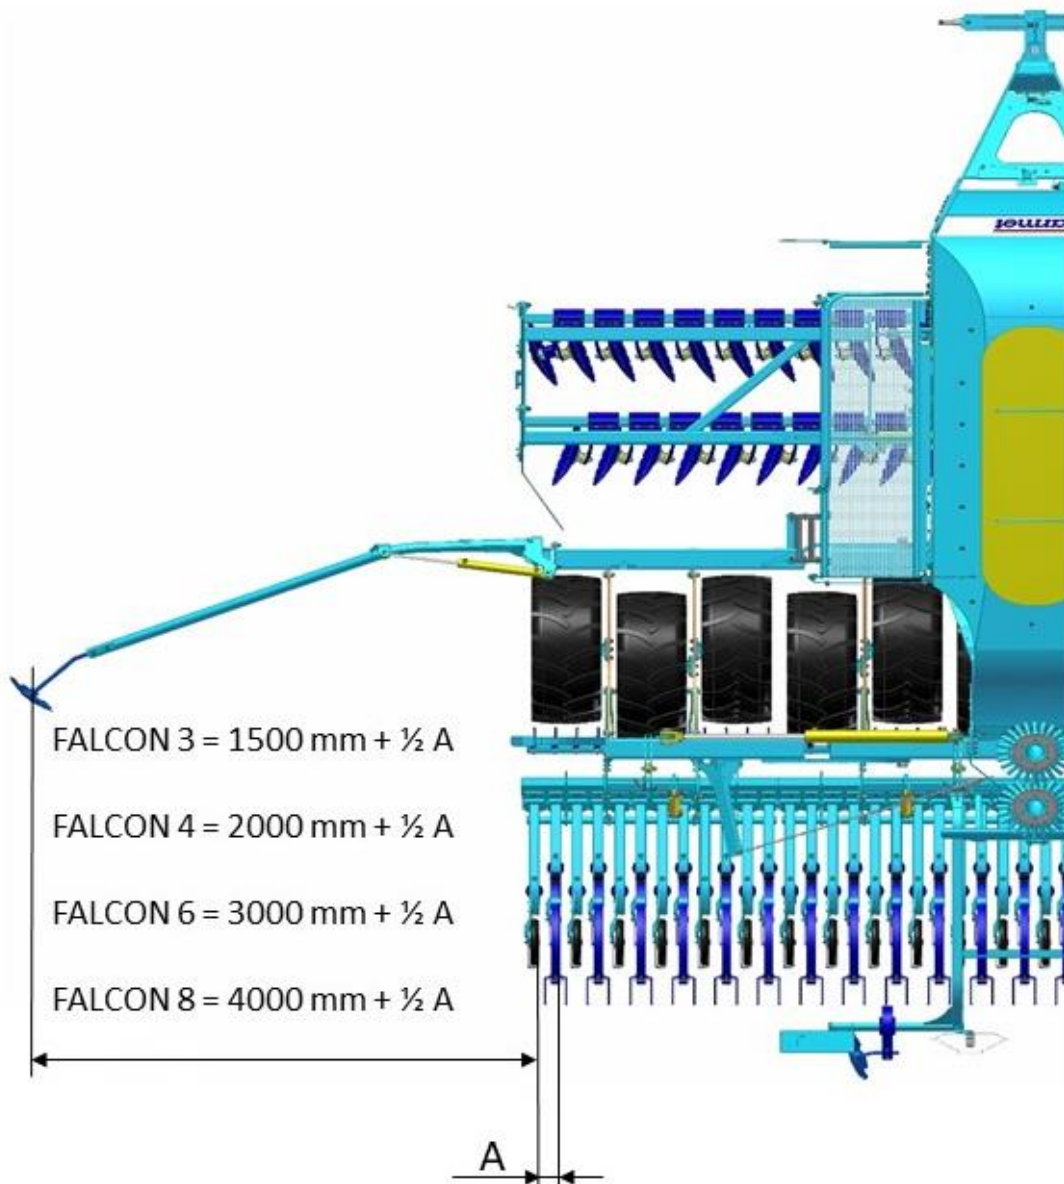 FALCON 3 = 1500 mm + ½ A
FALCON 4 = 2000 mm + ½ A
FALCON 6 = 3000 mm + ½ A
FALCON 8 = 4000 mm + ½ A
A